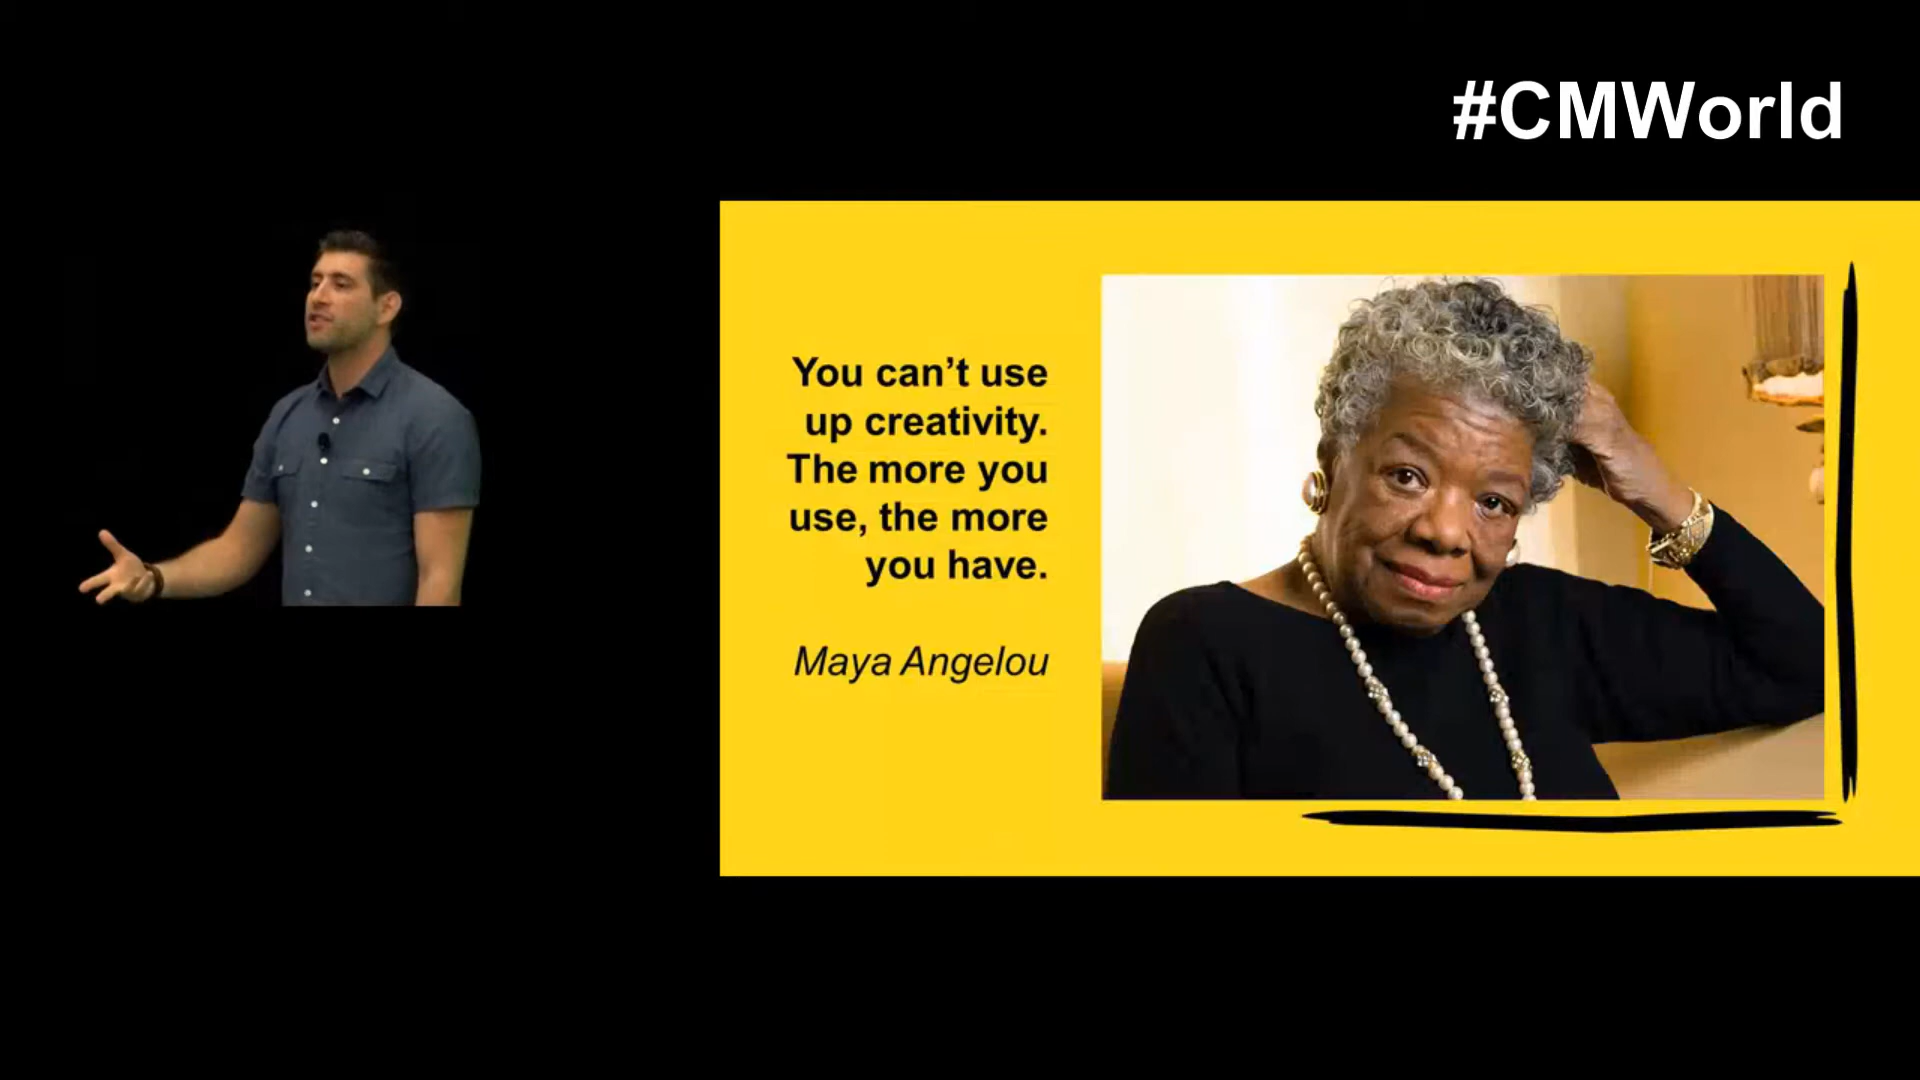 #CMWorld
You can’t use
up creativity.
The more you
use, the more
you have.
Maya Angelou